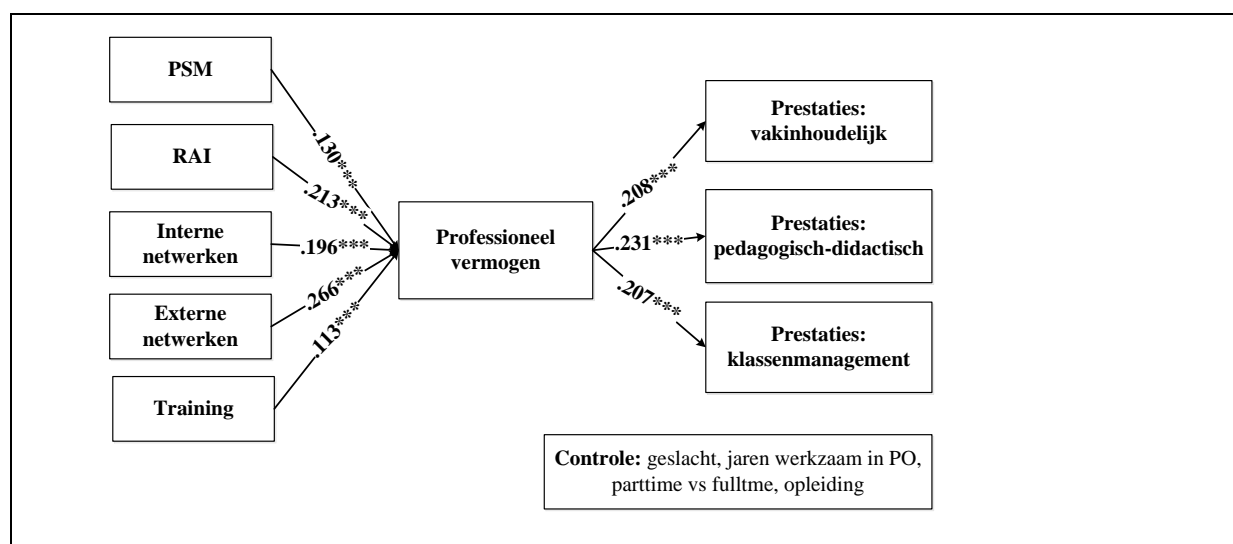 PSM
RAI
Interne
netwerken
Externe
netwerken
Training
.130***
.213***
.196***
.266***
.113***
Professioneel
vermogen
.208***
.231***
.207***
Prestaties:
vakinhoudelijk
Prestaties:
pedagogisch-didactisch
Prestaties:
klassenmanagement
Controle: geslacht, jaren werkzaam in PO,
parttime vs fulltme, opleiding